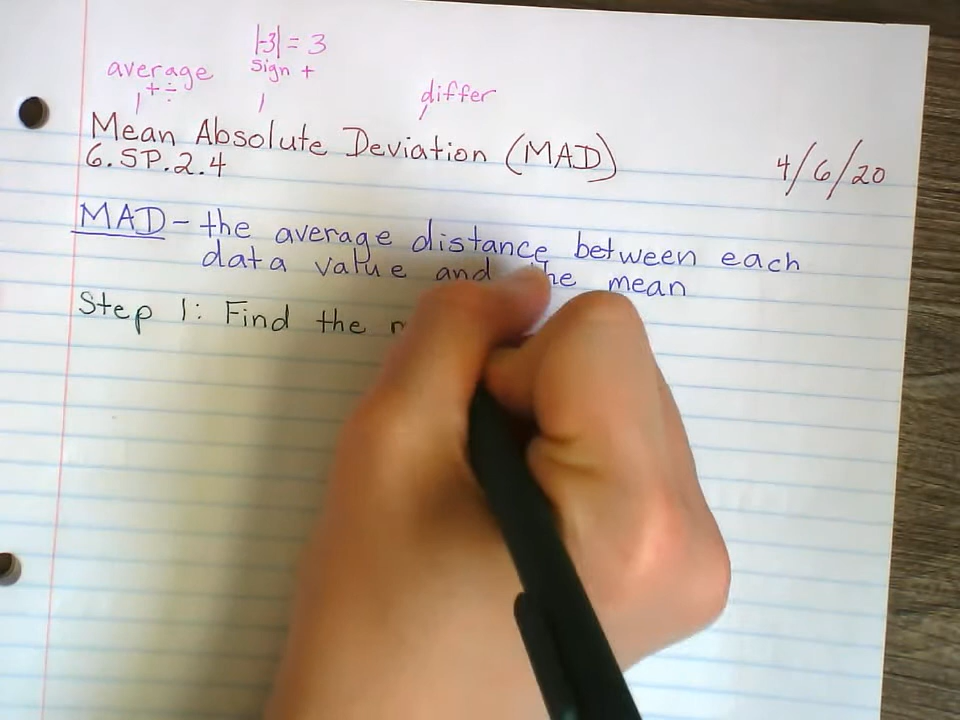 |-3| = 3
average sign + differ
+ ÷
Mean Absolute Deviation (MAD)
6.SP.2.4 4/6/20
MAD - the average distance between each
data value and the mean
Step 1: Find the